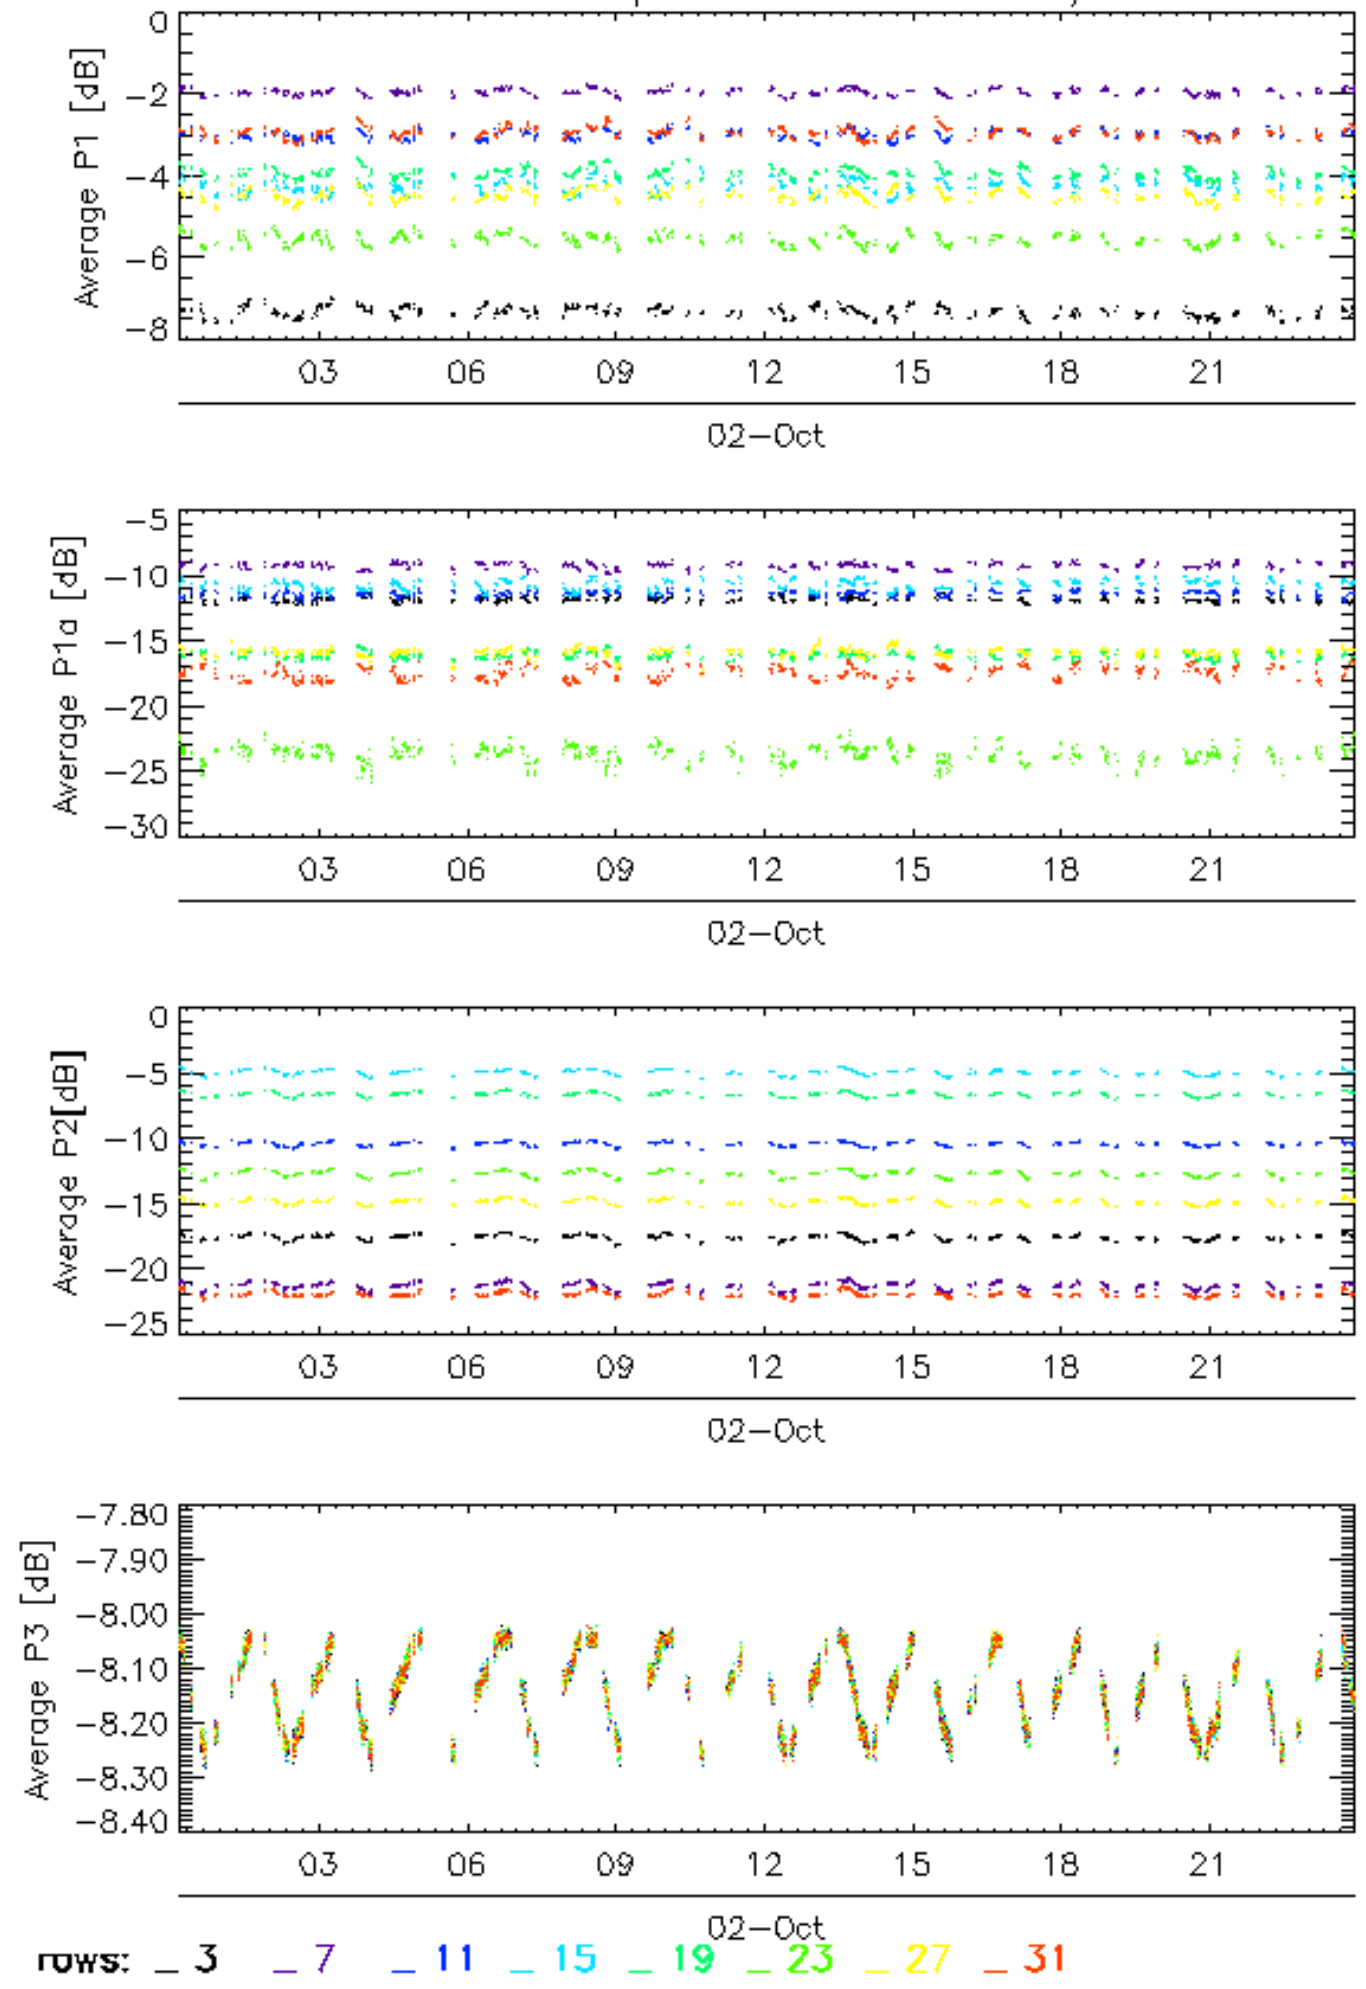 0
−2
−4
−6
−8
Average P1 [dB]
03 06 09 12 15 18 21
02−Oct
−5
−10
−15
−20
−25
−30
Average P1a [dB]
03 06 09 12 15 18 21
02−Oct
0
−5
−10
−15
−20
−25
Average P2[dB]
03 06 09 12 15 18 21
02−Oct
−7.80
−7.90
−8.00
−8.10
−8.20
−8.30
−8.40
Average P3 [dB]
03 06 09 12 15 18 21
02−Oct
rows: _ 3 _ 7 _ 11 _ 15 _ 19 _ 23 _ 27 _ 31